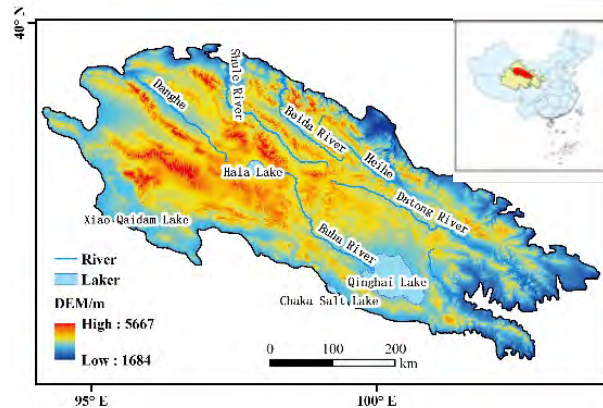 40°
Shule River
Danghe
Beida River
Heihe
Hala Lake
Datong River
Xiao Qaidam Lake
Buha River
River
Laker
Qinghai Lake
DEM/m
Chaka Salt Lake
High : 5667
Low : 1684
0 100 200
km
95° E
100° E